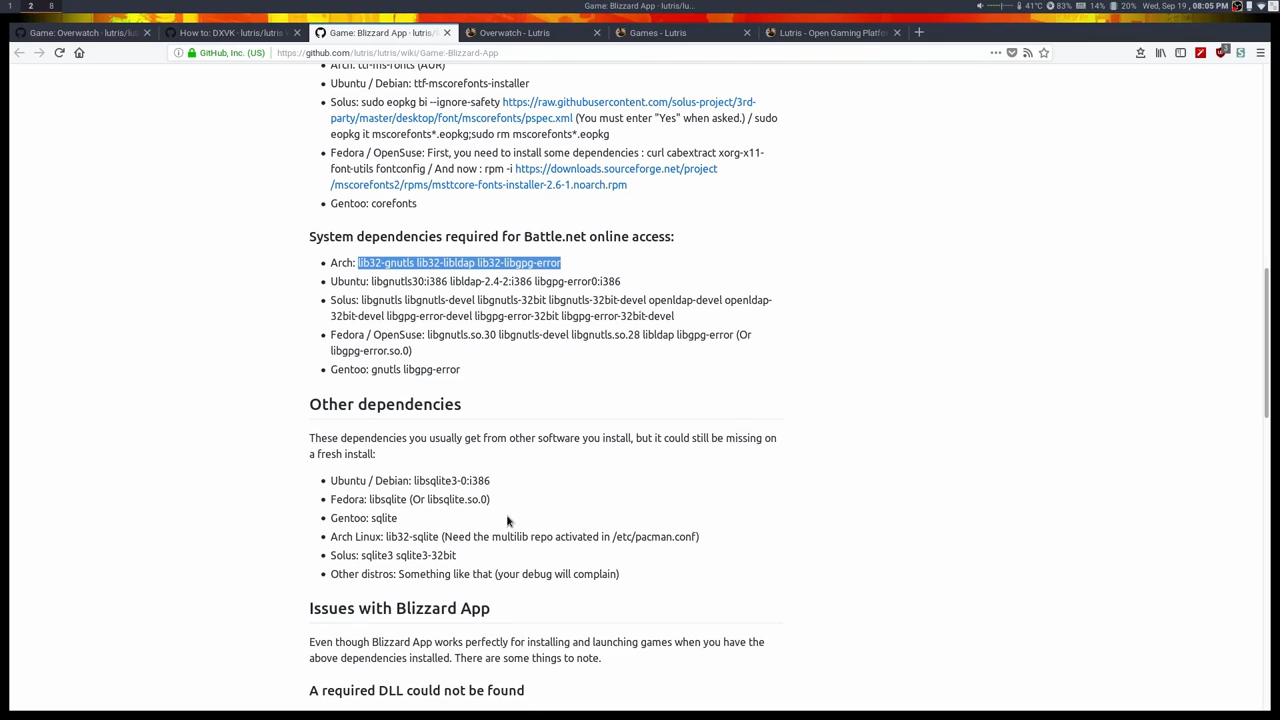 1 2 8 Game: Blizzard App · lutris/lu... 41°C 83% 14% 20% Wed, Sep 19, 08:05 PM
Game: Overwatch · lutris/lut × How to: DXVK · lutris/lutris × Game: Blizzard App · lutris/l × Overwatch - Lutris × Games - Lutris × Lutris - Open Gaming Platfo × +
GitHub, Inc. (US) https://github.com/lutris/lutris/wiki/Game:-Blizzard-App
• Arch: ttf-ms-fonts (AUR)
• Ubuntu / Debian: ttf-mscorefonts-installer
• Solus: sudo eopkg bi --ignore-safety https://raw.githubusercontent.com/solus-project/3rd-
party/master/desktop/font/mscorefonts/pspec.xml (You must enter "Yes" when asked.) / sudo
eopkg it mscorefonts*.eopkg;sudo rm mscorefonts*.eopkg
• Fedora / OpenSuse: First, you need to install some dependencies : curl cabextract xorg-x11-
font-utils fontconfig / And now : rpm -i https://downloads.sourceforge.net/project
/mscorefonts2/rpms/msttcore-fonts-installer-2.6-1.noarch.rpm
• Gentoo: corefonts
System dependencies required for Battle.net online access:
• Arch: lib32-gnutls lib32-libldap lib32-libgpg-error
• Ubuntu: libgnutls30:i386 libldap-2.4-2:i386 libgpg-error0:i386
• Solus: libgnutls libgnutls-devel libgnutls-32bit libgnutls-32bit-devel openldap-devel openldap-
32bit-devel libgpg-error-devel libgpg-error-32bit libgpg-error-32bit-devel
• Fedora / OpenSuse: libgnutls.so.30 libgnutls-devel libgnutls.so.28 libldap libgpg-error (Or
libgpg-error.so.0)
• Gentoo: gnutls libgpg-error
Other dependencies
These dependencies you usually get from other software you install, but it could still be missing on
a fresh install:
• Ubuntu / Debian: libsqlite3-0:i386
• Fedora: libsqlite (Or libsqlite.so.0)
• Gentoo: sqlite
• Arch Linux: lib32-sqlite (Need the multilib repo activated in /etc/pacman.conf)
• Solus: sqlite3 sqlite3-32bit
• Other distros: Something like that (your debug will complain)
Issues with Blizzard App
Even though Blizzard App works perfectly for installing and launching games when you have the
above dependencies installed. There are some things to note.
A required DLL could not be found